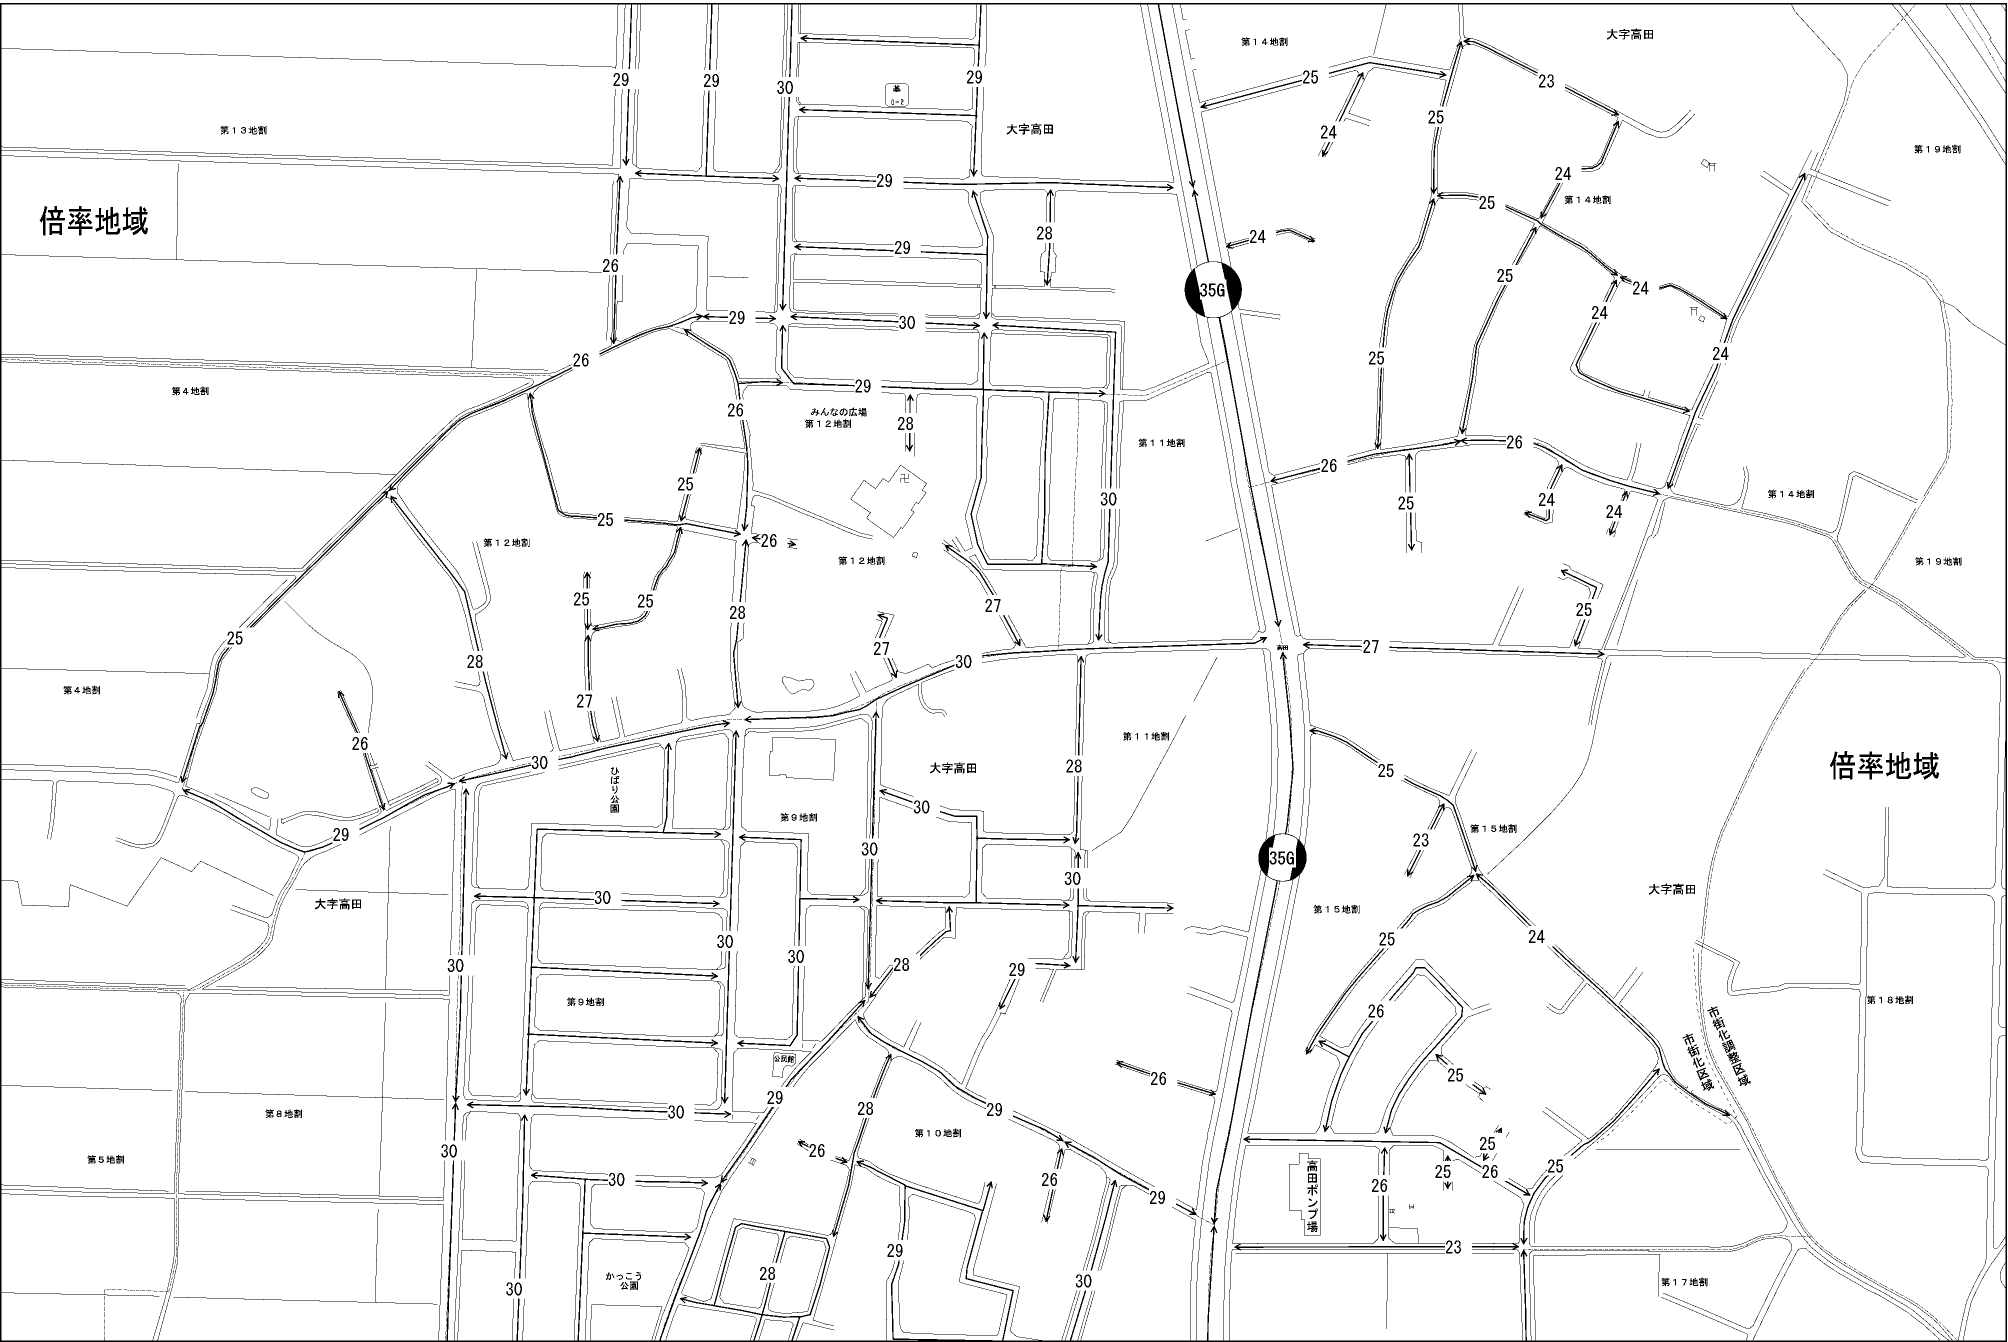 第１４地割
大字高田
29
29
30
29
25
23
墓
0-2
25
第１３地割
大字高田
24
第１９地割
29
24
第１４地割
25
倍率地域
28
24
29
26
25
35G
24
29
30
24
26
25
24
第４地割
29
26
みんなの広場
第１２地割
28
第１１地割
26
26
25
卍
第１４地割
30
25
24
24
25
第１２地割
26
第１２地割
第１９地割
25
25
27
28
25
25
27
高田
27
28
30
第４地割
27
26
第１１地割
30
大字高田
28
25
倍率地域
ひばり公園
30
第９地割
第１５地割
29
30
23
35G
30
大字高田
30
大字高田
第１５地割
24
30
25
30
30
28
29
第９地割
26
第１８地割
市街化調整区域
市街化区域
公民館
25
26
29
30
28
29
第８地割
第１０地割
30
26
25
第５地割
25
26
25
30
26
26
29
高田ポンプ場
29
23
かっこう
公園
28
30
30
第１７地割